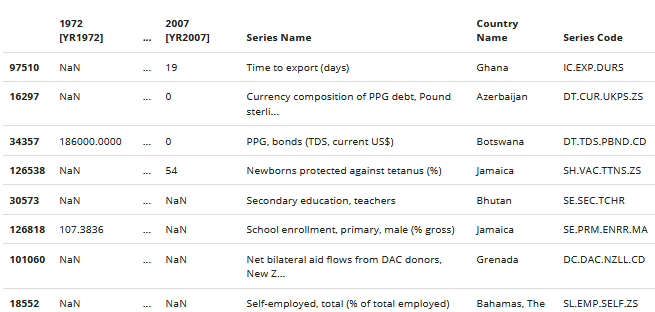 1972 [YR1972] ... 2007 [YR2007] Series Name Country Name Series Code
97510 NaN ... 19 Time to export (days) Ghana IC.EXP.DURS
16297 NaN ... 0 Currency composition of PPG debt, Pound sterli... Azerbaijan DT.CUR.UKPS.ZS
34357 186000.0000 ... 0 PPG, bonds (TDS, current US$) Botswana DT.TDS.PBND.CD
126538 NaN ... 54 Newborns protected against tetanus (%) Jamaica SH.VAC.TTNS.ZS
30573 NaN ... NaN Secondary education, teachers Bhutan SE.SEC.TCHR
126818 107.3836 ... NaN School enrollment, primary, male (% gross) Jamaica SE.PRM.ENRR.MA
101060 NaN ... NaN Net bilateral aid flows from DAC donors, New Z... Grenada DC.DAC.NZLL.CD
18552 NaN ... NaN Self-employed, total (% of total employed) Bahamas, The SL.EMP.SELF.ZS